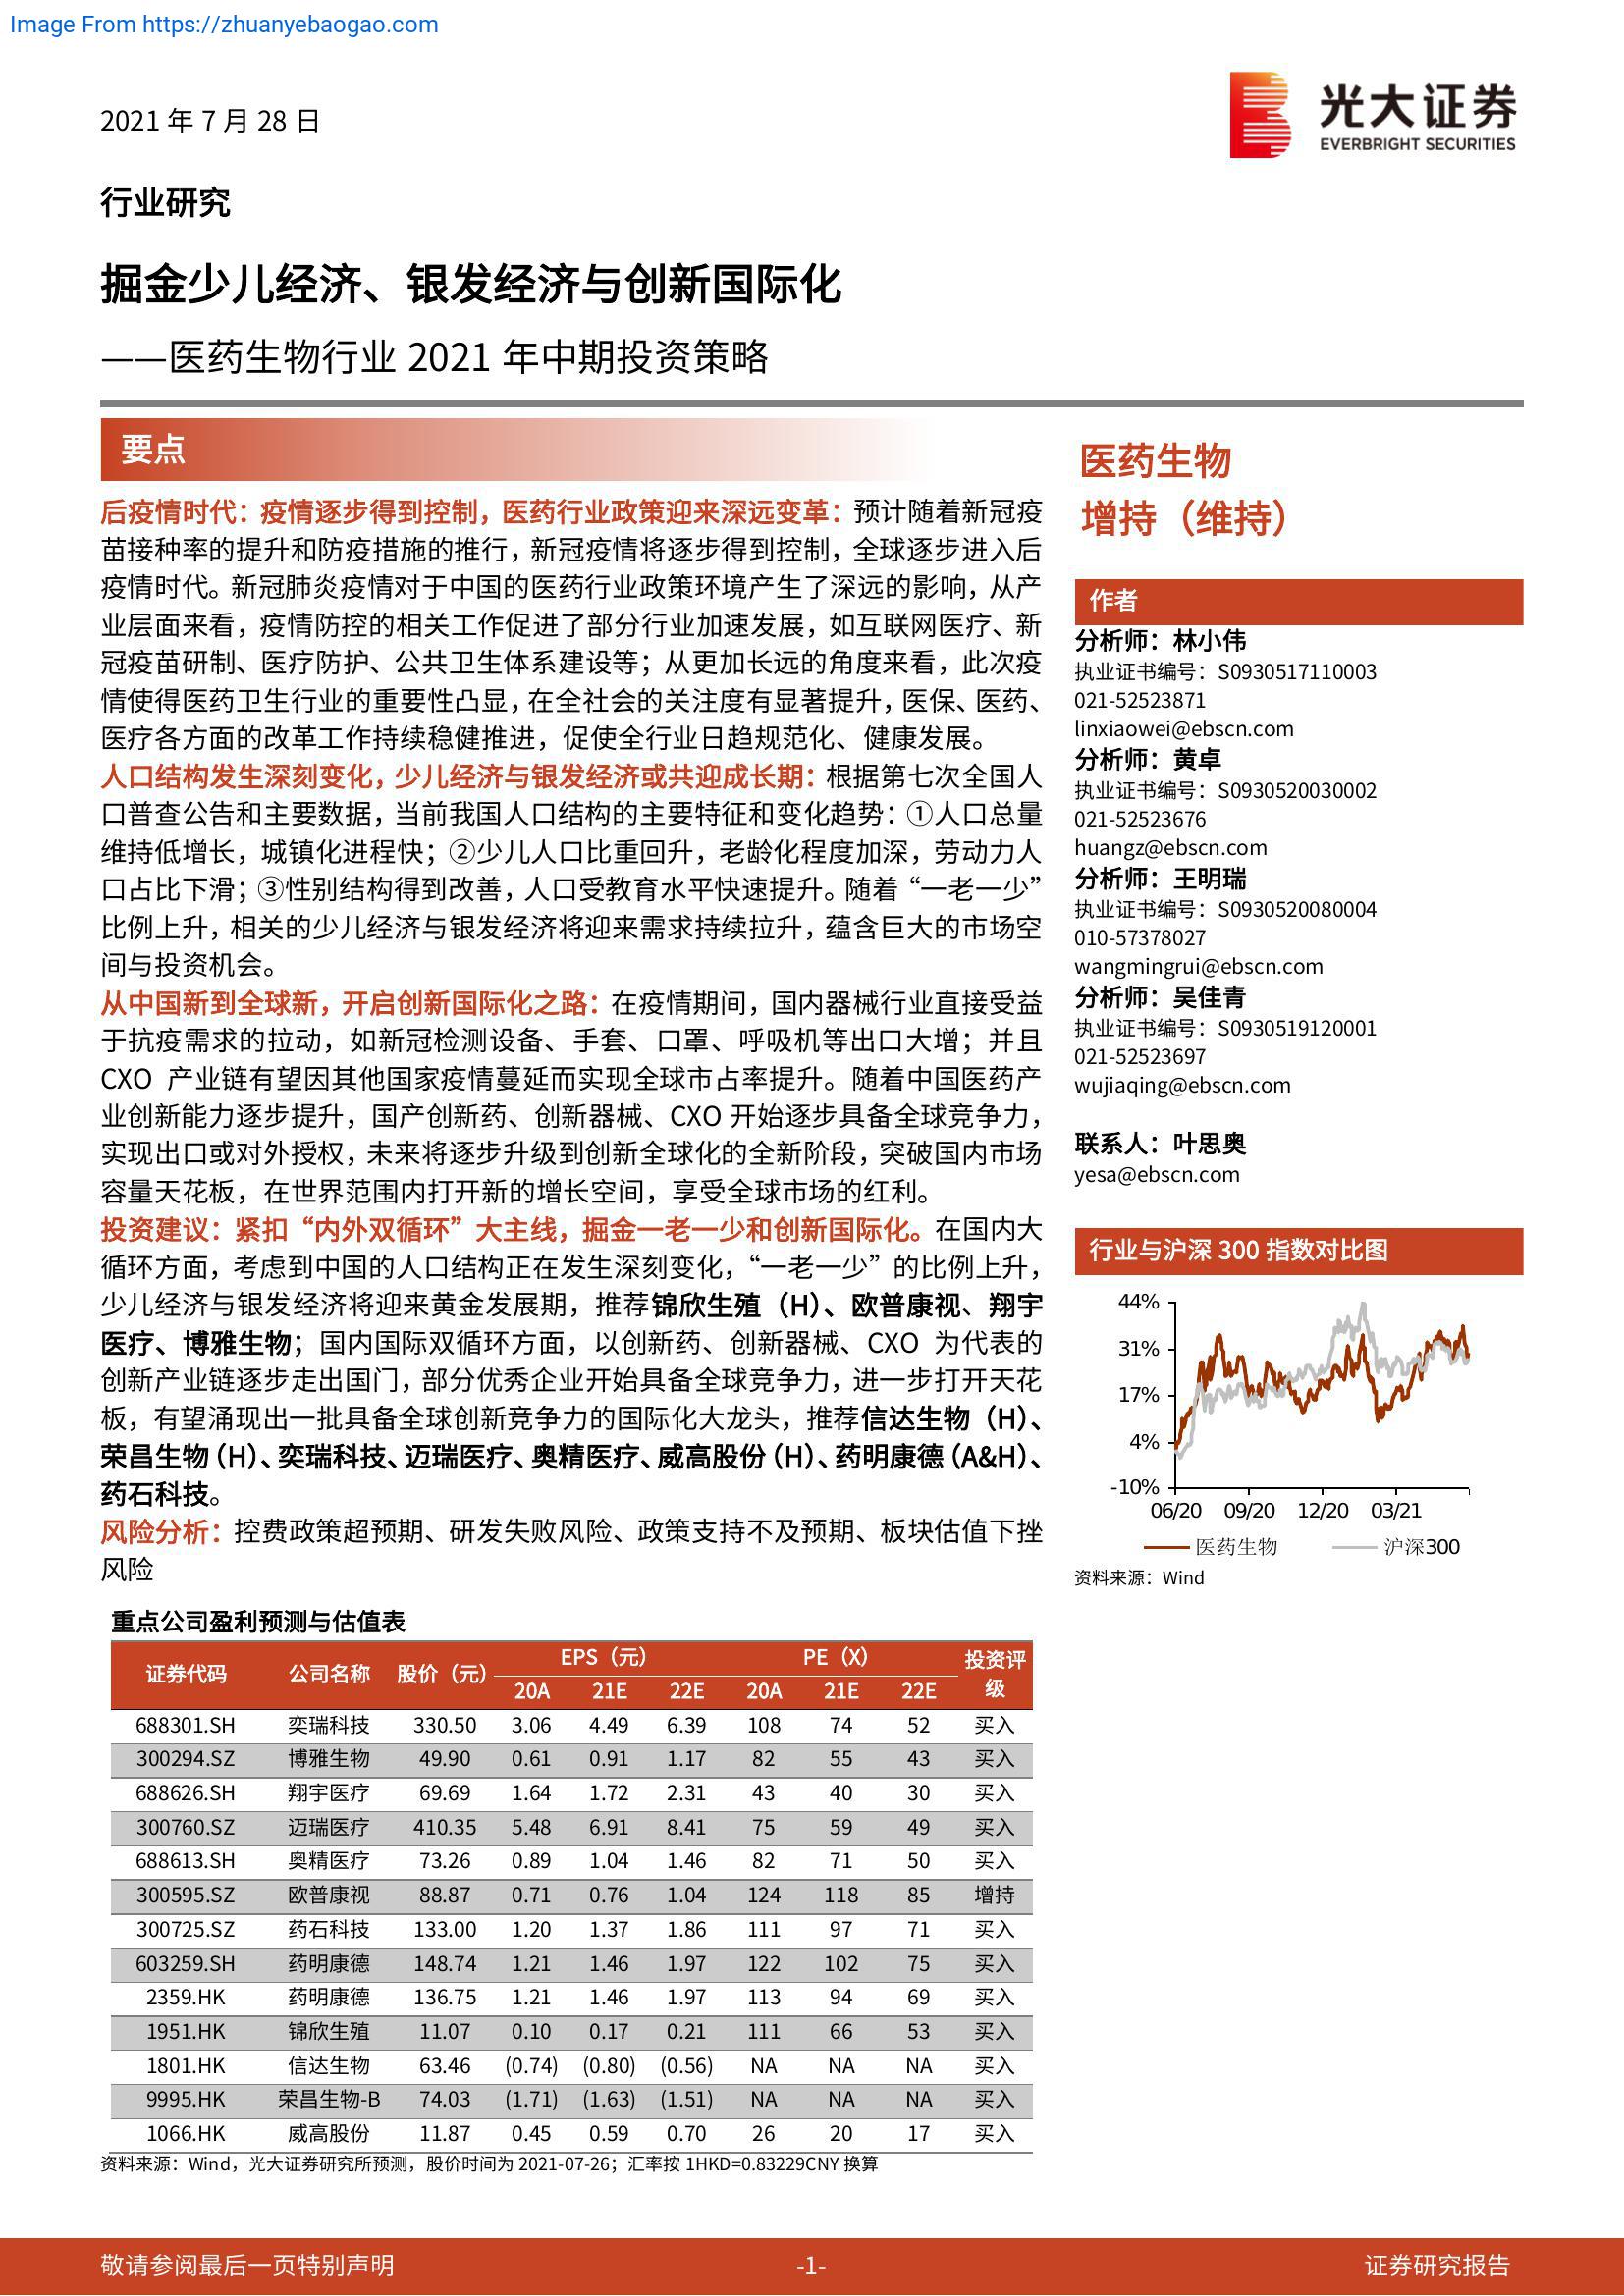 Image From https://zhuanyebaogao.com
2021 年 7 月 28 日
光大证券
EVERBRIGHT SECURITIES
行业研究
掘金少儿经济、银发经济与创新国际化
——医药生物行业 2021 年中期投资策略
要点
后疫情时代：疫情逐步得到控制，医药行业政策迎来深远变革：预计随着新冠疫
苗接种率的提升和防疫措施的推行，新冠疫情将逐步得到控制，全球逐步进入后
疫情时代。新冠肺炎疫情对于中国的医药行业政策环境产生了深远的影响，从产
业层面来看，疫情防控的相关工作促进了部分行业加速发展，如互联网医疗、新
冠疫苗研制、医疗防护、公共卫生体系建设等；从更加长远的角度来看，此次疫
情使得医药卫生行业的重要性凸显，在全社会的关注度有显著提升，医保、医药、
医疗各方面的改革工作持续稳健推进，促使全行业日趋规范化、健康发展。
人口结构发生深刻变化，少儿经济与银发经济或共迎成长期：根据第七次全国人
口普查公告和主要数据，当前我国人口结构的主要特征和变化趋势：①人口总量
维持低增长，城镇化进程快；②少儿人口比重回升，老龄化程度加深，劳动力人
口占比下滑；③性别结构得到改善，人口受教育水平快速提升。随着“一老一少”
比例上升，相关的少儿经济与银发经济将迎来需求持续拉升，蕴含巨大的市场空
间与投资机会。
从中国新到全球新，开启创新国际化之路：在疫情期间，国内器械行业直接受益
于抗疫需求的拉动，如新冠检测设备、手套、口罩、呼吸机等出口大增；并且
CXO 产业链有望因其他国家疫情蔓延而实现全球市占率提升。随着中国医药产
业创新能力逐步提升，国产创新药、创新器械、CXO 开始逐步具备全球竞争力，
实现出口或对外授权，未来将逐步升级到创新全球化的全新阶段，突破国内市场
容量天花板，在世界范围内打开新的增长空间，享受全球市场的红利。
投资建议：紧扣“内外双循环”大主线，掘金一老一少和创新国际化。在国内大
循环方面，考虑到中国的人口结构正在发生深刻变化，“一老一少”的比例上升，
少儿经济与银发经济将迎来黄金发展期，推荐锦欣生殖（H）、欧普康视、翔宇
医疗、博雅生物；国内国际双循环方面，以创新药、创新器械、CXO 为代表的
创新产业链逐步走出国门，部分优秀企业开始具备全球竞争力，进一步打开天花
板，有望涌现出一批具备全球创新竞争力的国际化大龙头，推荐信达生物（H）、
荣昌生物（H）、奕瑞科技、迈瑞医疗、奥精医疗、威高股份（H）、药明康德（A&H）、
药石科技。
风险分析：控费政策超预期、研发失败风险、政策支持不及预期、板块估值下挫
风险
重点公司盈利预测与估值表
证券代码 公司名称 股价（元） EPS（元） PE（X） 投资评级
20A 21E 22E 20A 21E 22E
688301.SH 奕瑞科技 330.50 3.06 4.49 6.39 108 74 52 买入
300294.SZ 博雅生物 49.90 0.61 0.91 1.17 82 55 43 买入
688626.SH 翔宇医疗 69.69 1.64 1.72 2.31 43 40 30 买入
300760.SZ 迈瑞医疗 410.35 5.48 6.91 8.41 75 59 49 买入
688613.SH 奥精医疗 73.26 0.89 1.04 1.46 82 71 50 买入
300595.SZ 欧普康视 88.87 0.71 0.76 1.04 124 118 85 增持
300725.SZ 药石科技 133.00 1.20 1.37 1.86 111 97 71 买入
603259.SH 药明康德 148.74 1.21 1.46 1.97 122 102 75 买入
2359.HK 药明康德 136.75 1.21 1.46 1.97 113 94 69 买入
1951.HK 锦欣生殖 11.07 0.10 0.17 0.21 111 66 53 买入
1801.HK 信达生物 63.46 (0.74) (0.80) (0.56) NA NA NA 买入
9995.HK 荣昌生物-B 74.03 (1.71) (1.63) (1.51) NA NA NA 买入
1066.HK 威高股份 11.87 0.45 0.59 0.70 26 20 17 买入
资料来源：Wind，光大证券研究所预测，股价时间为 2021-07-26；汇率按 1HKD=0.83229CNY 换算
医药生物
增持（维持）
作者
分析师：林小伟
执业证书编号：S0930517110003
021-52523871
linxiaowei@ebscn.com
分析师：黄卓
执业证书编号：S0930520030002
021-52523676
huangz@ebscn.com
分析师：王明瑞
执业证书编号：S0930520080004
010-57378027
wangmingrui@ebscn.com
分析师：吴佳青
执业证书编号：S0930519120001
021-52523697
wujiaqing@ebscn.com
联系人：叶思奥
yesa@ebscn.com
行业与沪深 300 指数对比图
44%
31%
17%
4%
-10%
06/20 09/20 12/20 03/21
医药生物 沪深300
资料来源：Wind
敬请参阅最后一页特别声明 -1- 证券研究报告